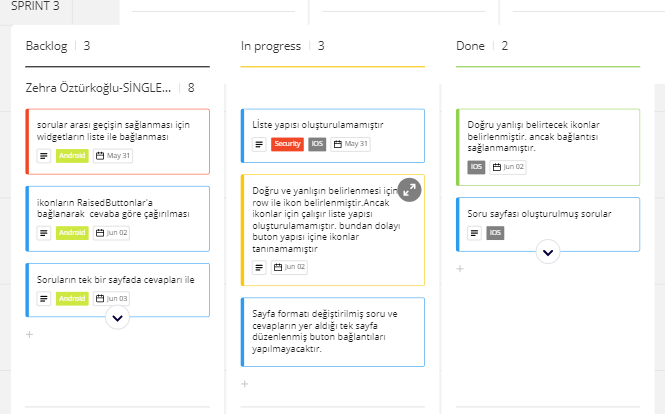 SPRINT 3
Backlog 3
In progress 3
Done 2
Zehra Öztürkoğlu-SİNGLE... 8
sorular arası geçişin sağlanması için
widgetların liste ile bağlanması
Android May 31
ikonların RaisedButtonlar'a
bağlanarak cevaba göre çağırılması
Android Jun 02
Soruların tek bir sayfada cevapları ile
Android Jun 03
+
Lİste yapısı oluşturulamamıştır
Security IOS May 31
Doğru ve yanlışın belirlenmesi için
row ile ikon belirlenmiştir.Ancak
ikonlar için çalışır liste yapısı
oluşturulamamıştır. bundan dolayı
buton yapısı içine ikonlar
tanınamamıştır
Jun 02
Sayfa formatı değiştirilmiş soru ve
cevapların yer aldığı tek sayfa
düzenlenmiş buton bağlantıları
yapılmayacaktır.
+
Doğru yanlışı belirtecek ikonlar
belirlenmiştir. ancak bağlantısı
sağlanmamıştır.
IOS Jun 02
Soru sayfası oluşturulmuş sorular
IOS
+